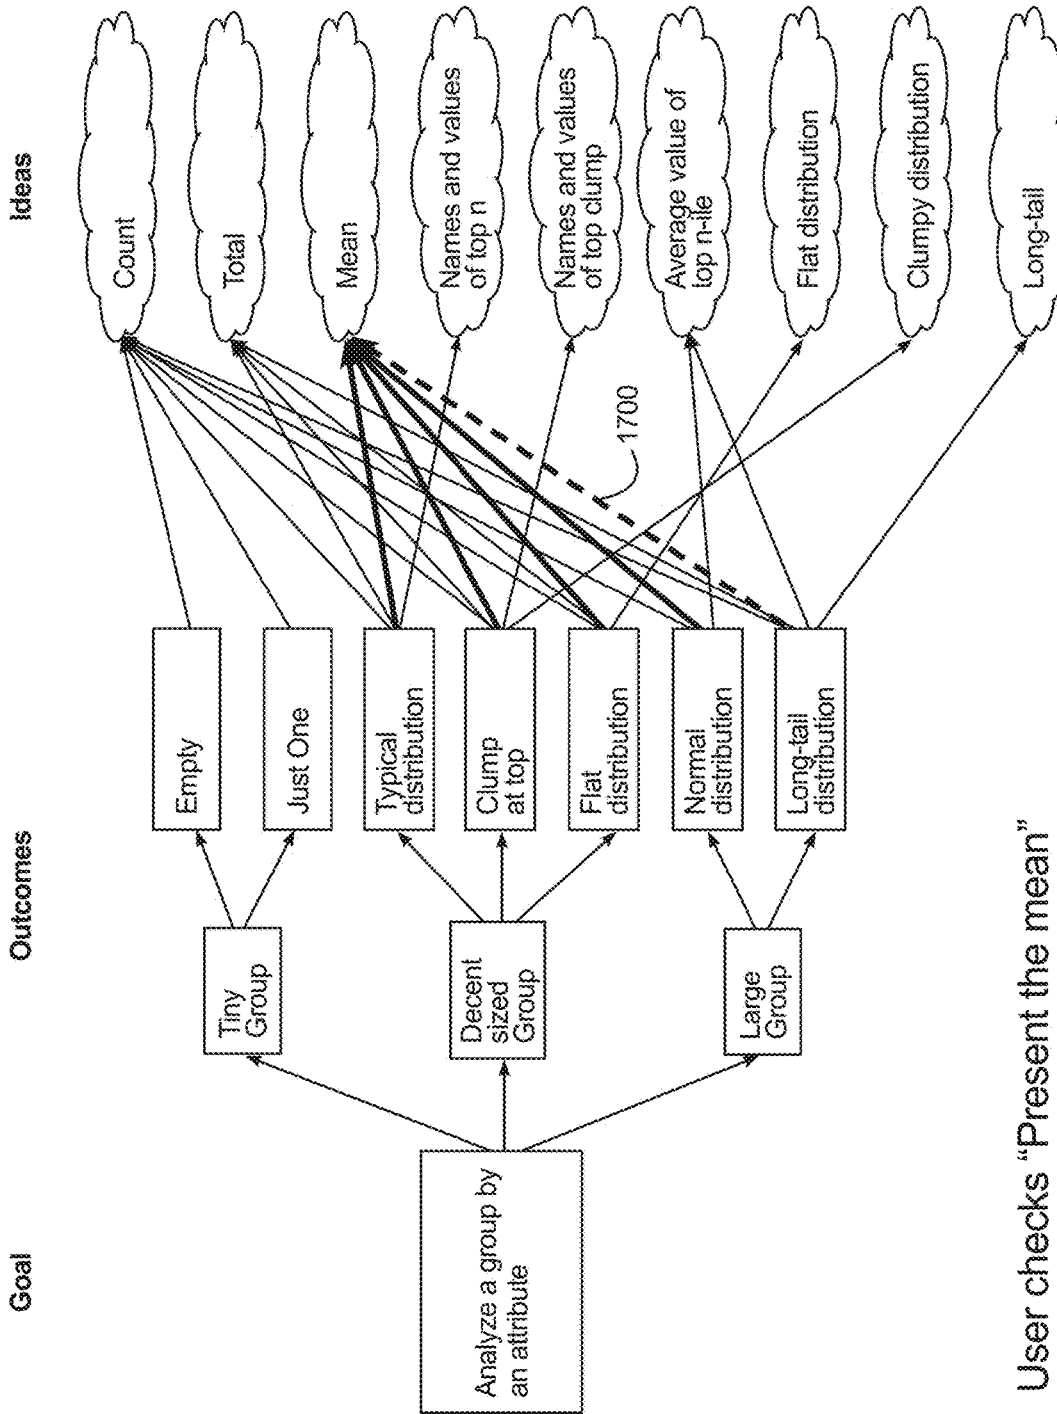 Goal
Outcomes
Ideas
Analyze a group by
an attribute
Tiny
Group
Decent
sized
Group
Large
Group
Empty
Just One
Typical
distribution
Clump
at top
Flat
distribution
Normal
distribution
Long-tail
distribution
1700
Count
Total
Mean
Names and values
of top n
Names and values
of top clump
Average value of
top n-ile
Flat distribution
Clumpy distribution
Long-tail
User checks “Present the mean”